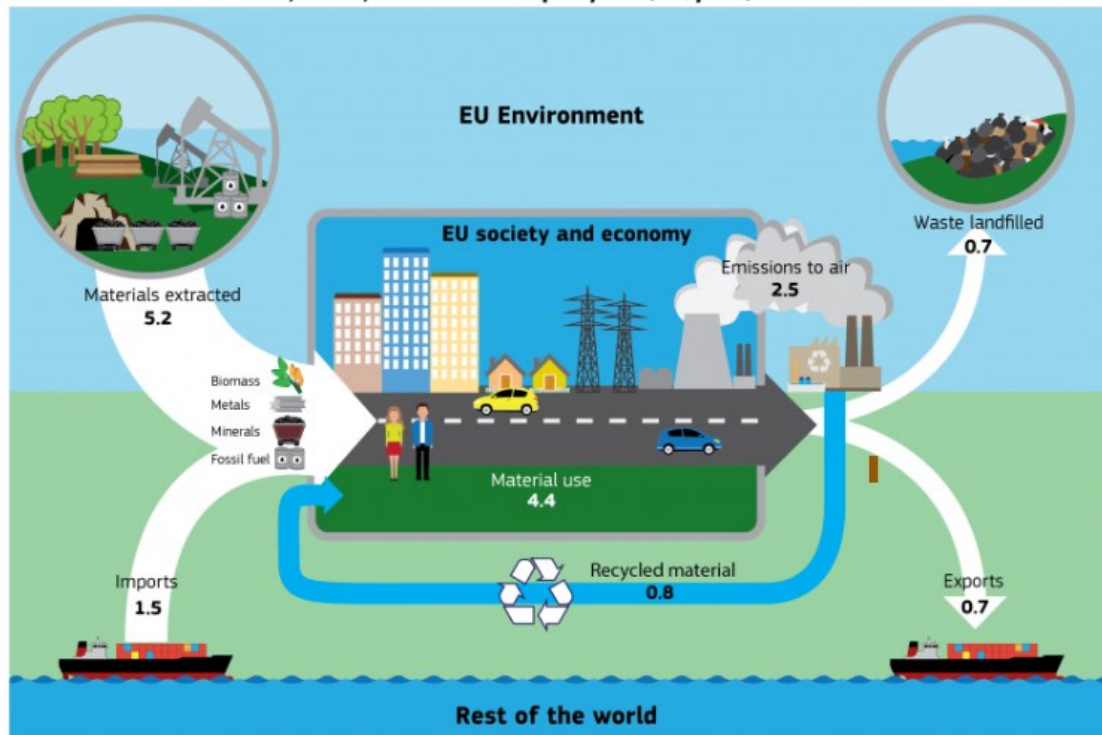 EU Environment
Waste landfilled
0.7
EU society and economy
Emissions to air
2.5
Materials extracted
5.2
Biomass
Metals
Minerals
Fossil fuel
Material use
4.4
Imports
1.5
Recycled material
0.8
Exports
0.7
Rest of the world